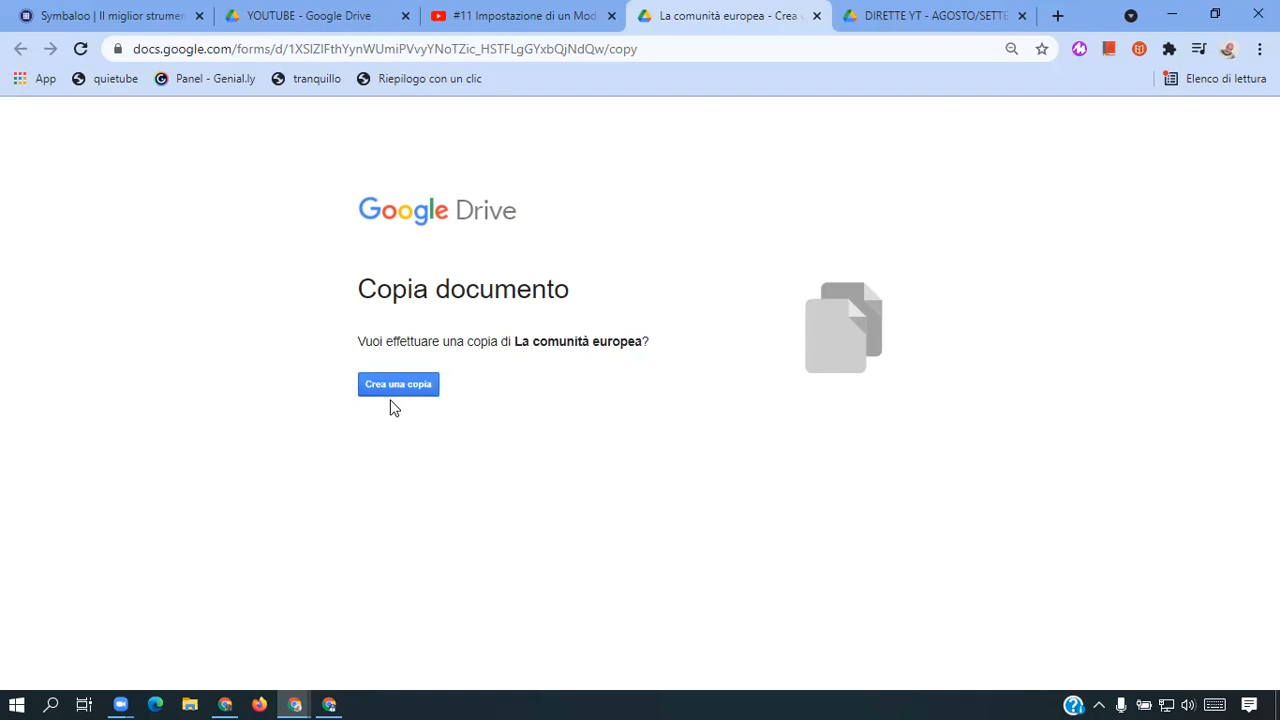 Symbaloo | Il miglior strumen
YOUTUBE - Google Drive
#11 Impostazione di un Mod
La comunità europea - Crea
DIRETTE YT - AGOSTO/SETTE
docs.google.com/forms/d/1XSIZIFthYynWUmiPVvyYNoTZic_HSTFLgGYxbQjNdQw/copy
App
quietube
Panel - Genial.ly
tranquillo
Riepilogo con un clic
Elenco di lettura
Google Drive
Copia documento
Vuoi effettuare una copia di La comunità europea?
Crea una copia